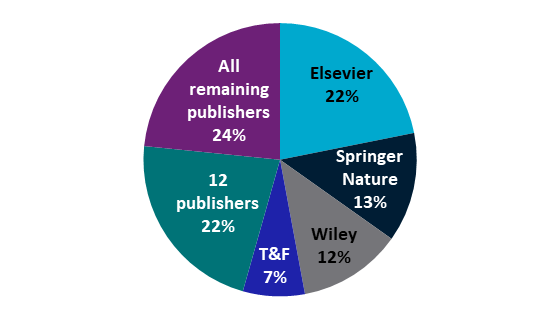 Elsevier
22%
Springer
Nature
13%
Wiley
12%
T&F
7%
12
publishers
22%
All
remaining
publishers
24%